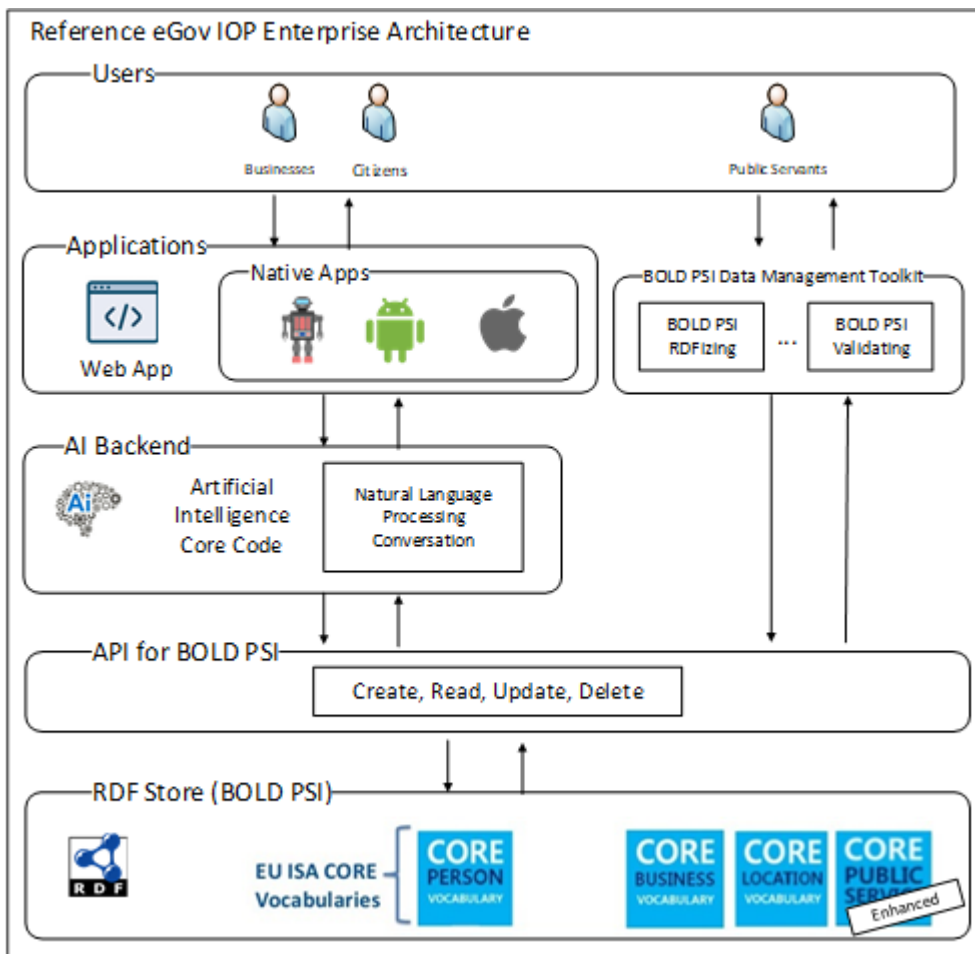 Reference eGov IOP Enterprise Architecture
Users
Businesses
Citizens
Public Servants
Applications
Native Apps
Web App
BOLD PSI Data Management Toolkit
BOLD PSI
RDFizing
...
BOLD PSI
Validating
AI Backend
Ai
Artificial
Intelligence
Core Code
Natural Language
Processing
Conversation
API for BOLD PSI
Create, Read, Update, Delete
RDF Store (BOLD PSI)
RDF
EU ISA CORE
Vocabularies
CORE
PERSON
VOCABULARY
CORE
BUSINESS
VOCABULARY
CORE
LOCATION
VOCABULARY
CORE
PUBLIC
SERVICE
Enhanced